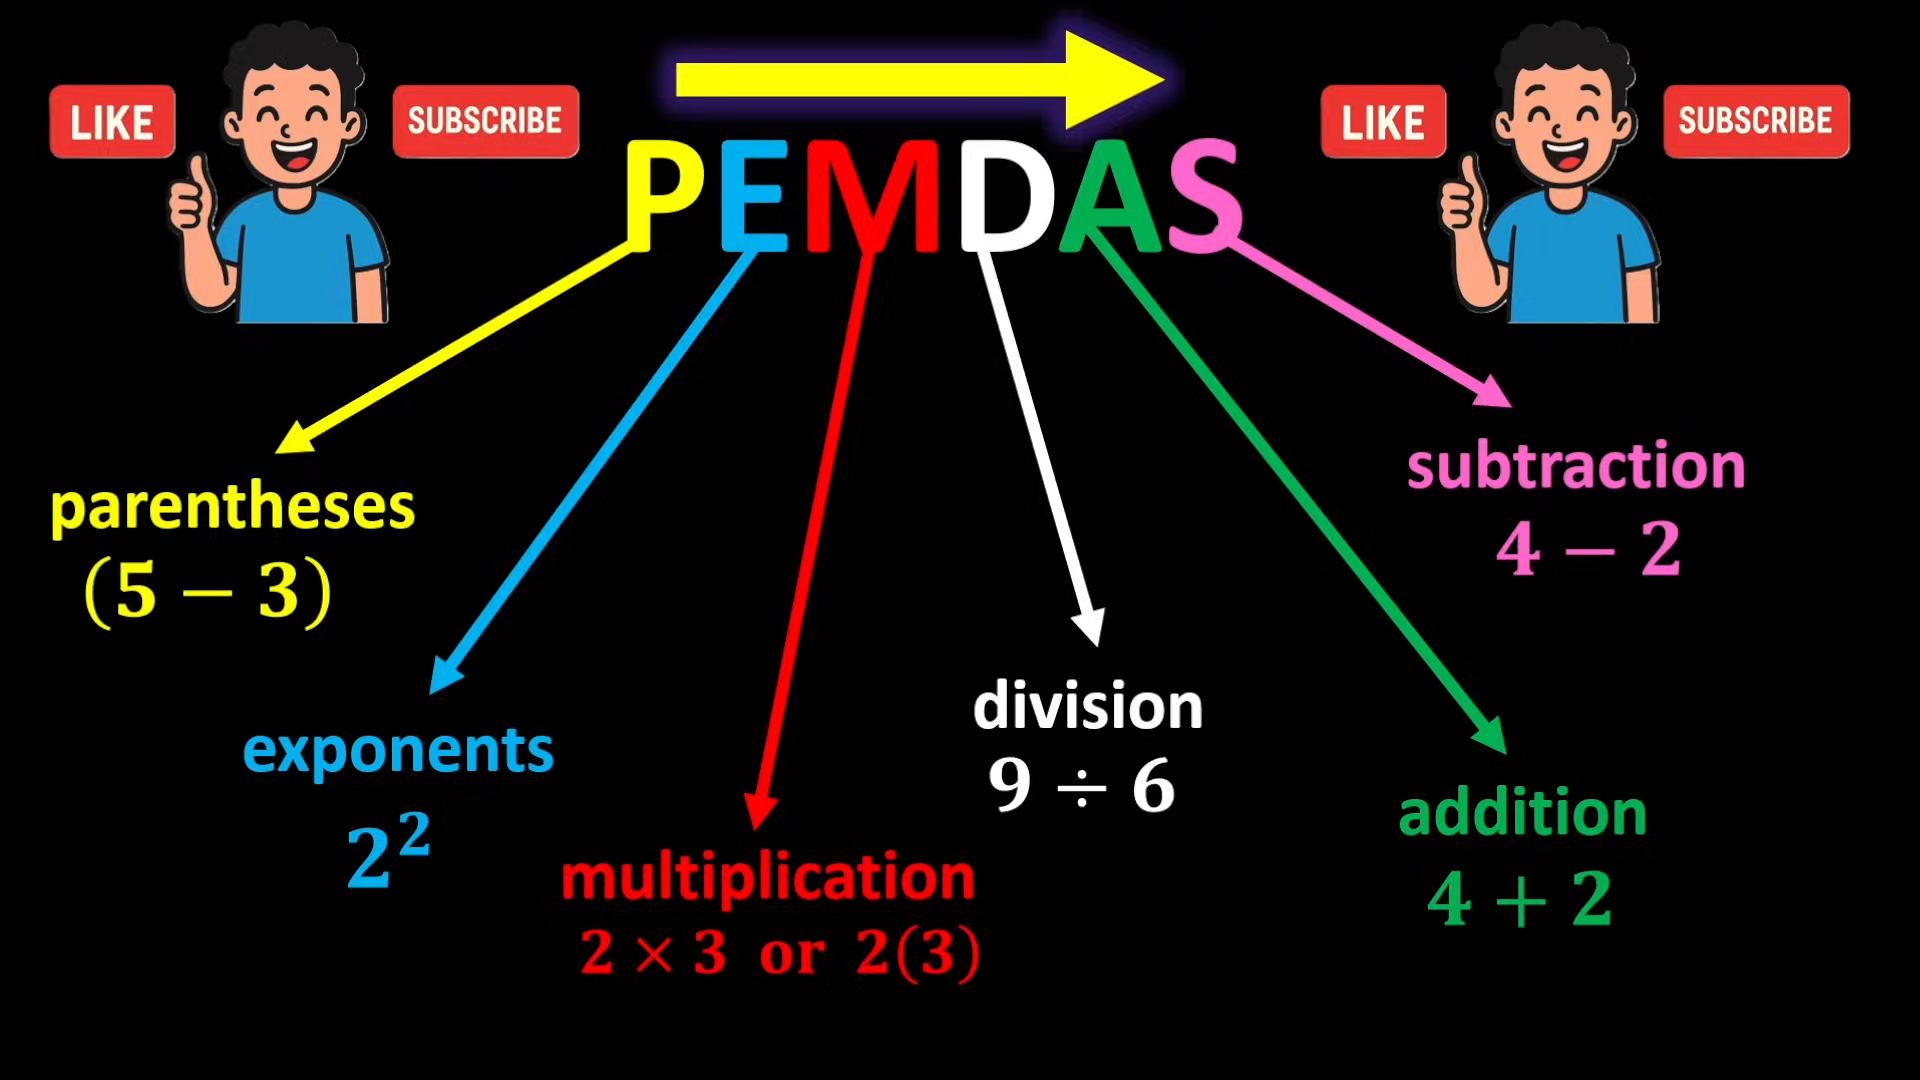 LIKE
SUBSCRIBE
LIKE
SUBSCRIBE
PEMDAS
parentheses
(5 − 3)
exponents
2²
multiplication
2 × 3 or 2(3)
division
9 ÷ 6
addition
4 + 2
subtraction
4 − 2